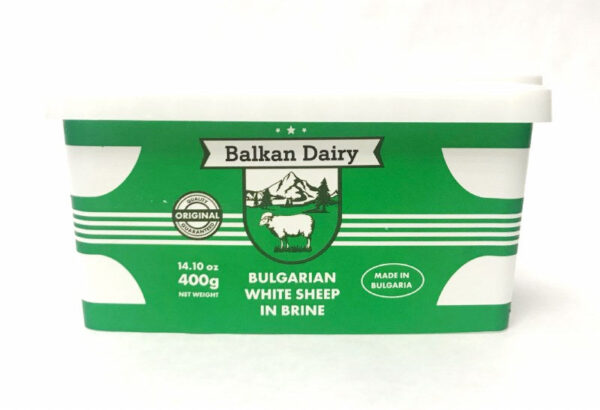 Balkan Dairy
QUALITY
ORIGINAL
GUARANTEED
14.10 oz
400g
NET WEIGHT
BULGARIAN
WHITE SHEEP
IN BRINE
MADE IN
BULGARIA